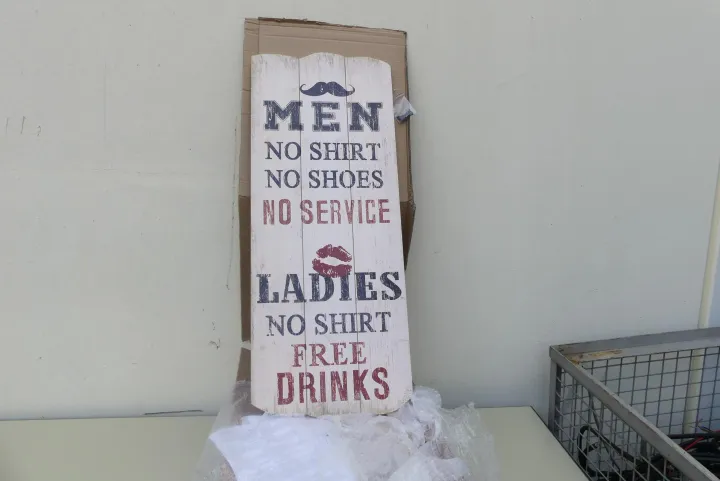 MEN
NO SHIRT
NO SHOES
NO SERVICE
LADIES
NO SHIRT
FREE
DRINKS